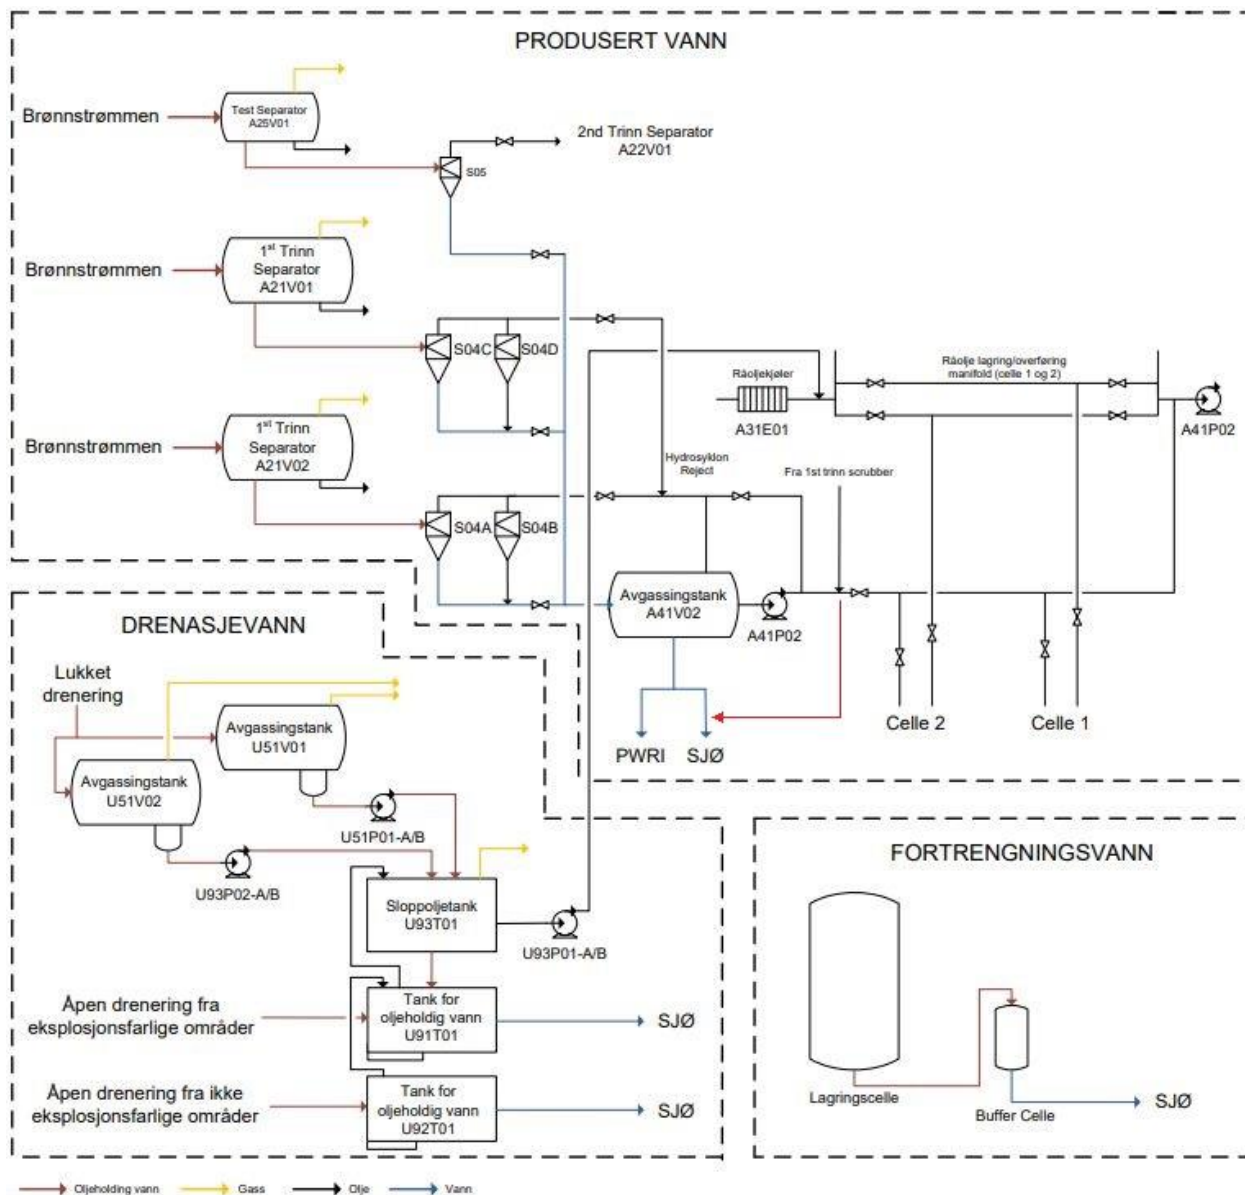 PRODUSERT VANN
Brønnstrømmen
Test Separator
A25V01
2nd Trinn Separator
A22V01
S05
Brønnstrømmen
1st Trinn
Separator
A21V01
S04C
S04D
Råoljekjøler
A31E01
Råolje lagring/overføring
manifold (celle 1 og 2)
A41P02
Brønnstrømmen
1st Trinn
Separator
A21V02
Hydrosyklon
Reject
Fra 1st trinn scrubber
S04A
S04B
Avgassingstank
A41V02
A41P02
Celle 2
Celle 1
PWRI
SJØ
DRENASJEVANN
Lukket
drenering
Avgassingstank
U51V01
Avgassingstank
U51V02
U51P01-A/B
U93P02-A/B
Sloppoljetank
U93T01
U93P01-A/B
Åpen drenering fra
eksplosjonsfarlige områder
Tank for
oljeholdig vann
U91T01
SJØ
Åpen drenering fra ikke
eksplosjonsfarlige områder
Tank for
oljeholdig vann
U92T01
SJØ
FORTRENGNINGSVANN
Lagringscelle
Buffer Celle
SJØ
Oljeholding vann
Gass
Olje
Vann